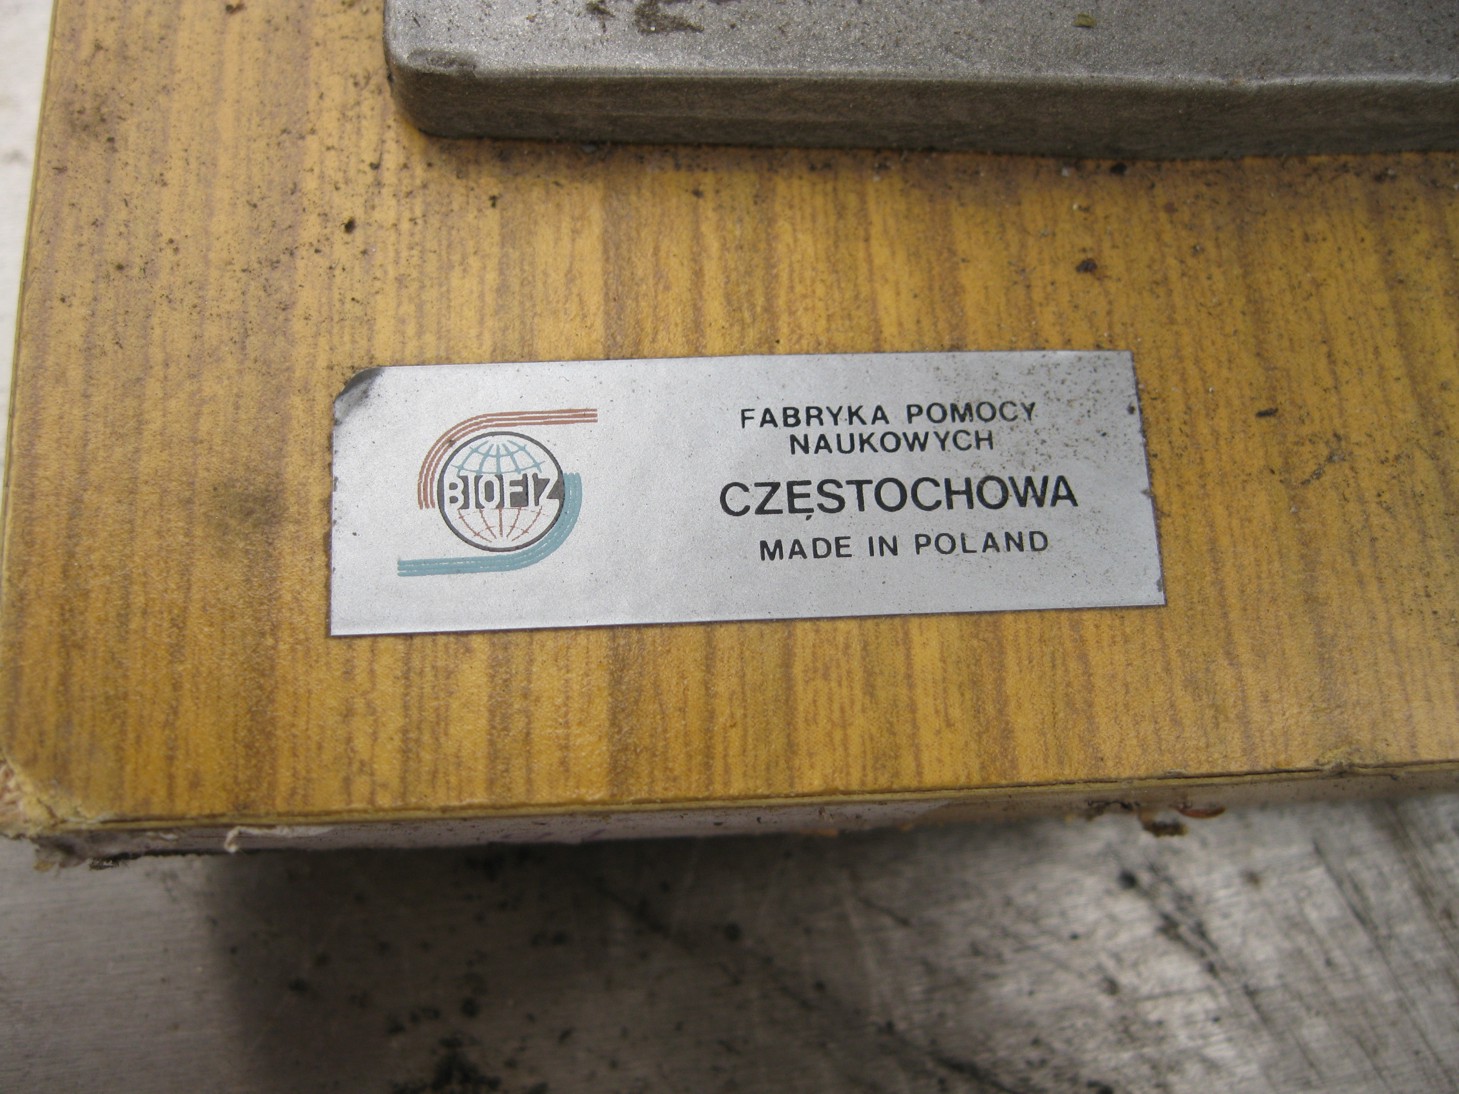 BIOFIZ
FABRYKA POMOCY
NAUKOWYCH
CZĘSTOCHOWA
MADE IN POLAND